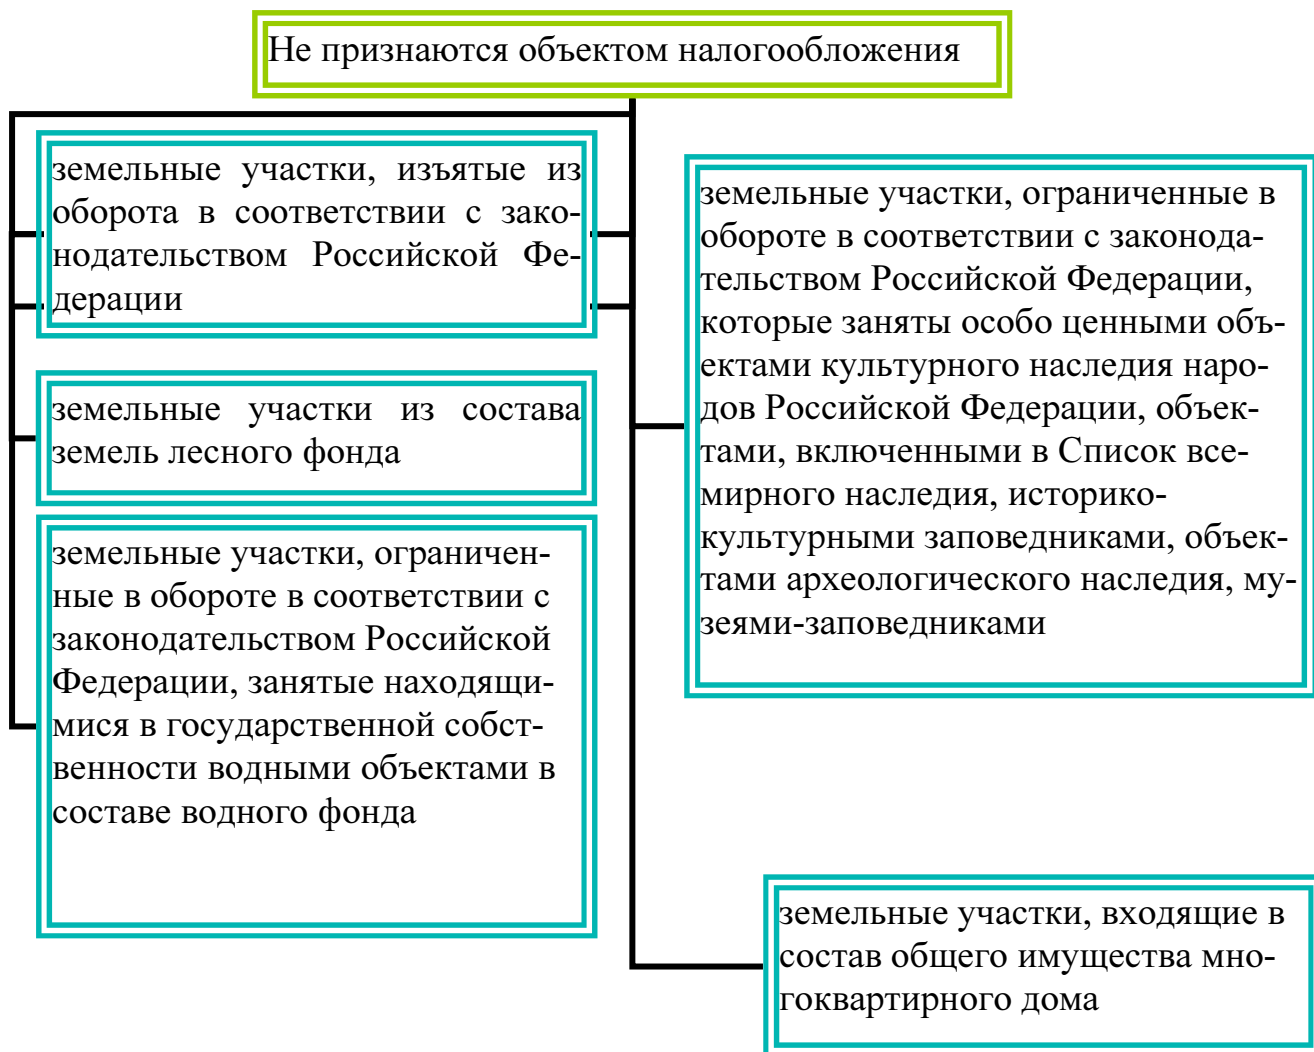 Не признаются объектом налогообложения
земельные участки, изъятые из
оборота в соответствии с зако-
нодательством Российской Фе-
дерации
земельные участки из состава
земель лесного фонда
земельные участки, ограничен-
ные в обороте в соответствии с
законодательством Российской
Федерации, занятые находящи-
мися в государственной собст-
венности водными объектами в
составе водного фонда
земельные участки, ограниченные в
обороте в соответствии с законода-
тельством Российской Федерации,
которые заняты особо ценными объ-
ектами культурного наследия наро-
дов Российской Федерации, объек-
тами, включенными в Список все-
мирного наследия, историко-
культурными заповедниками, объек-
тами археологического наследия, му-
зеями-заповедниками
земельные участки, входящие в
состав общего имущества мно-
гоквартирного дома